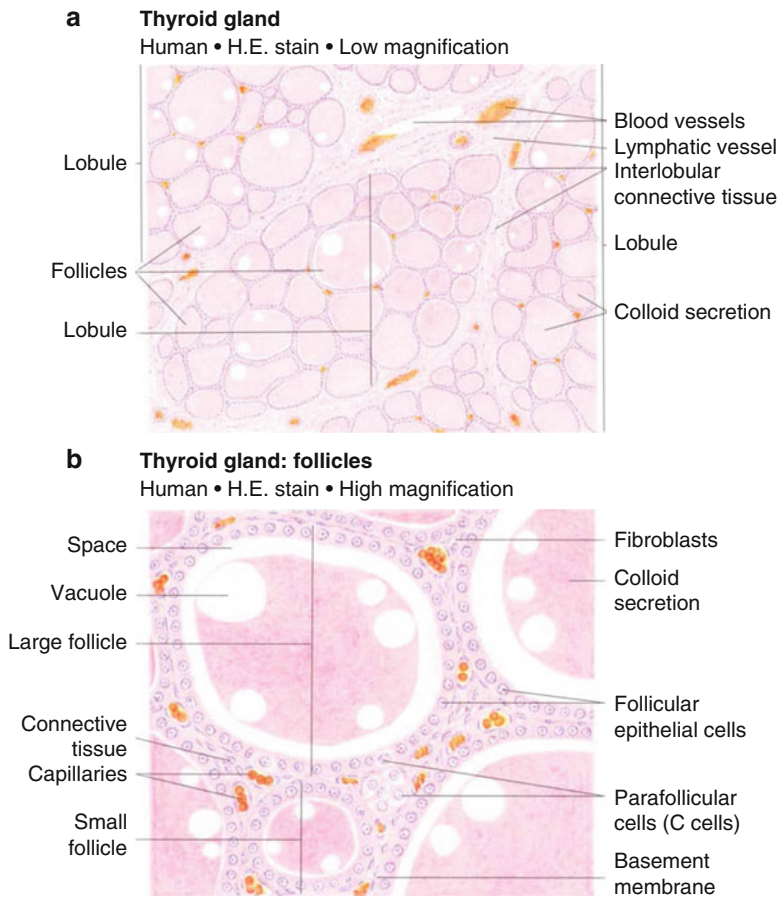 a Thyroid gland
Human • H.E. stain • Low magnification
Lobule
Follicles
Lobule
Blood vessels
Lymphatic vessel
Interlobular
connective tissue
Lobule
Colloid secretion
b Thyroid gland: follicles
Human • H.E. stain • High magnification
Space
Vacuole
Large follicle
Connective
tissue
Capillaries
Small
follicle
Fibroblasts
Colloid
secretion
Follicular
epithelial cells
Parafollicular
cells (C cells)
Basement
membrane